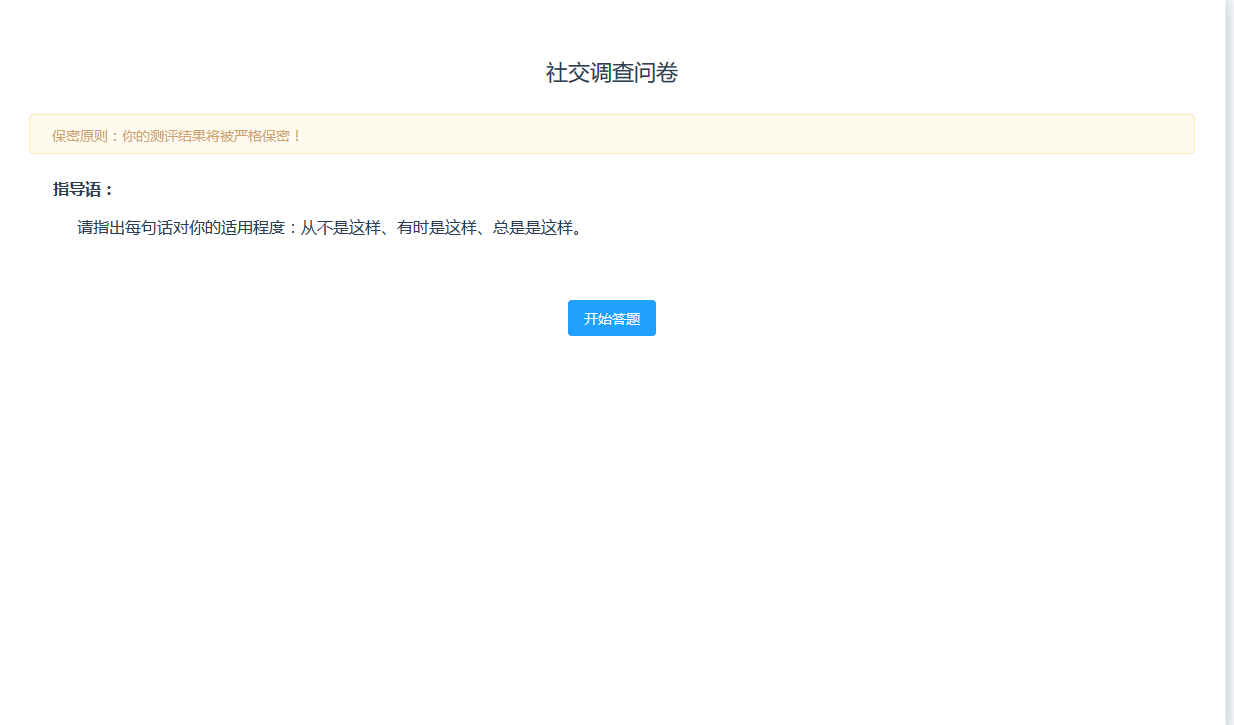 社交调查问卷
保密原则：你的测评结果将被严格保密！
指导语：
请指出每句话对你的适用程度：从不是这样、有时是这样、总是是这样。
开始答题